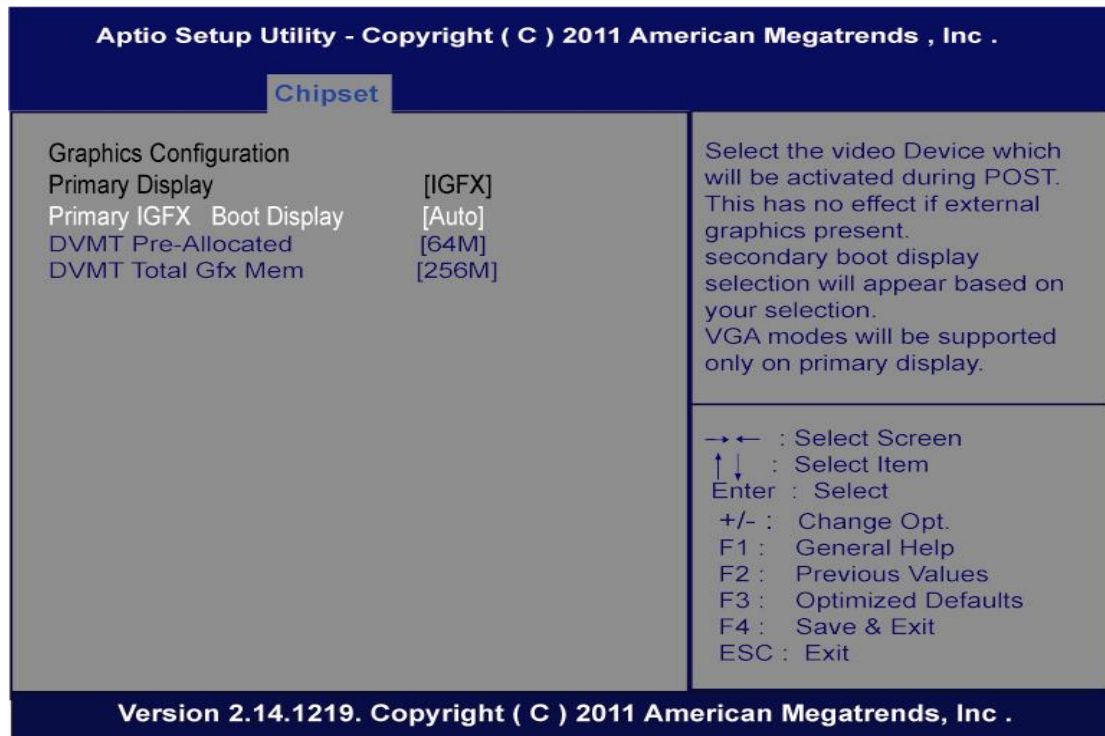 Aptio Setup Utility - Copyright ( C ) 2011 American Megatrends , Inc .
Chipset
Graphics Configuration
Primary Display [IGFX]
Primary IGFX Boot Display [Auto]
DVMT Pre-Allocated [64M]
DVMT Total Gfx Mem [256M]
Select the video Device which
will be activated during POST.
This has no effect if external
graphics present.
secondary boot display
selection will appear based on
your selection.
VGA modes will be supported
only on primary display.
→ ← : Select Screen
↑ ↓ : Select Item
Enter : Select
+/- : Change Opt.
F1 : General Help
F2 : Previous Values
F3 : Optimized Defaults
F4 : Save & Exit
ESC : Exit
Version 2.14.1219. Copyright ( C ) 2011 American Megatrends, Inc .